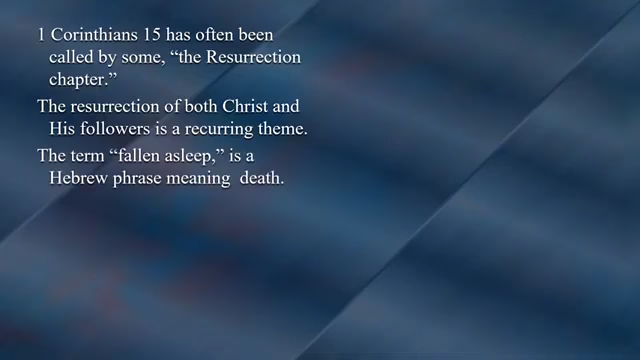 1 Corinthians 15 has often been
called by some, “the Resurrection
chapter.”
The resurrection of both Christ and
His followers is a recurring theme.
The term “fallen asleep,” is a
Hebrew phrase meaning  death.